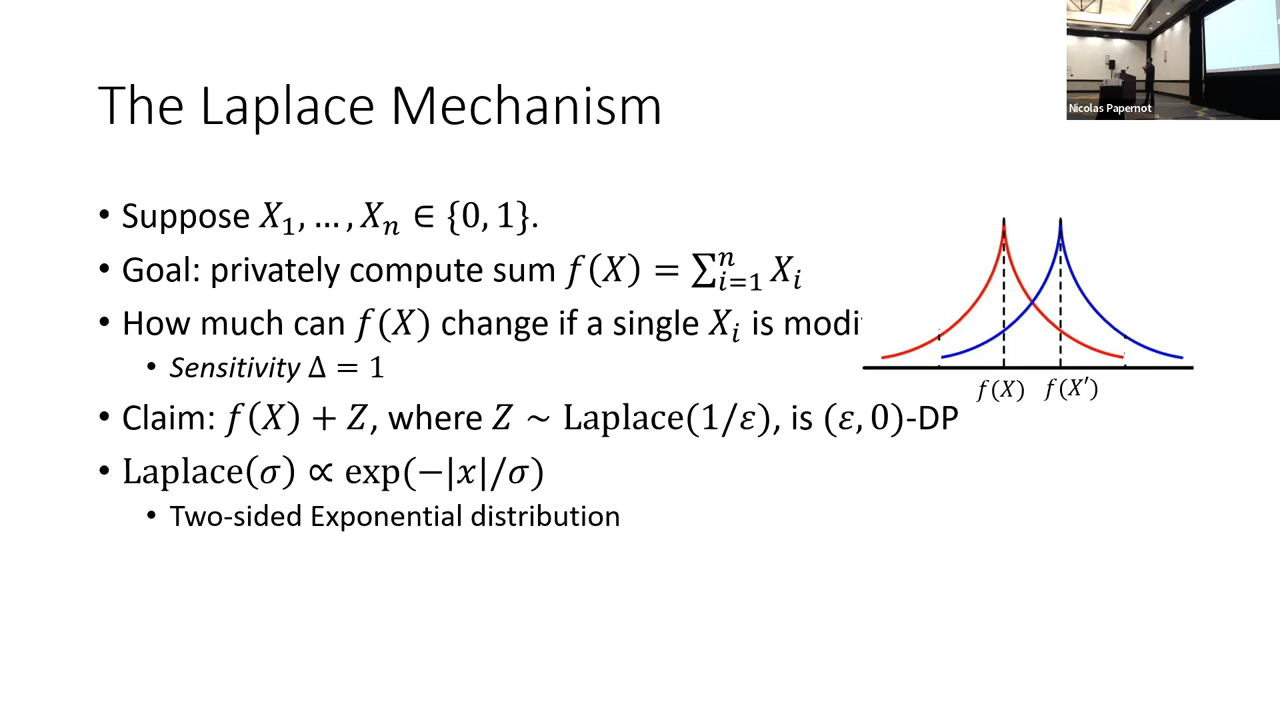 Nicolas Papernot
The Laplace Mechanism
• Suppose X₁, … , Xₙ ∈ {0, 1}.
• Goal: privately compute sum f(X) = ∑ⁿᵢ₌₁ Xᵢ
• How much can f(X) change if a single Xᵢ is modi
• Sensitivity Δ = 1
• Claim: f(X) + Z, where Z ~ Laplace(1/ε), is (ε, 0)-DP
• Laplace(σ) ∝ exp(−|x|/σ)
• Two-sided Exponential distribution
f(X) f(X′)